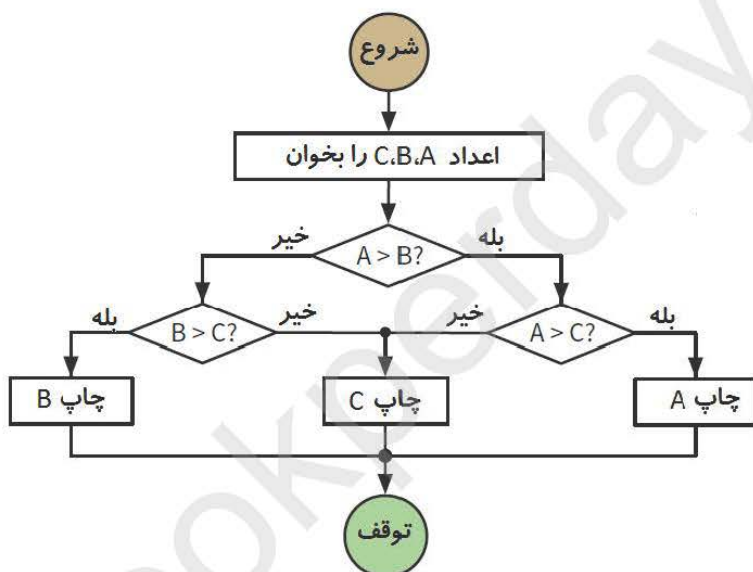 شروع
اعداد C،B،A را بخوان
A > B?
بله
خیر
A > C?
بله
خیر
B > C?
خیر
بله
چاپ A
چاپ C
چاپ B
توقف